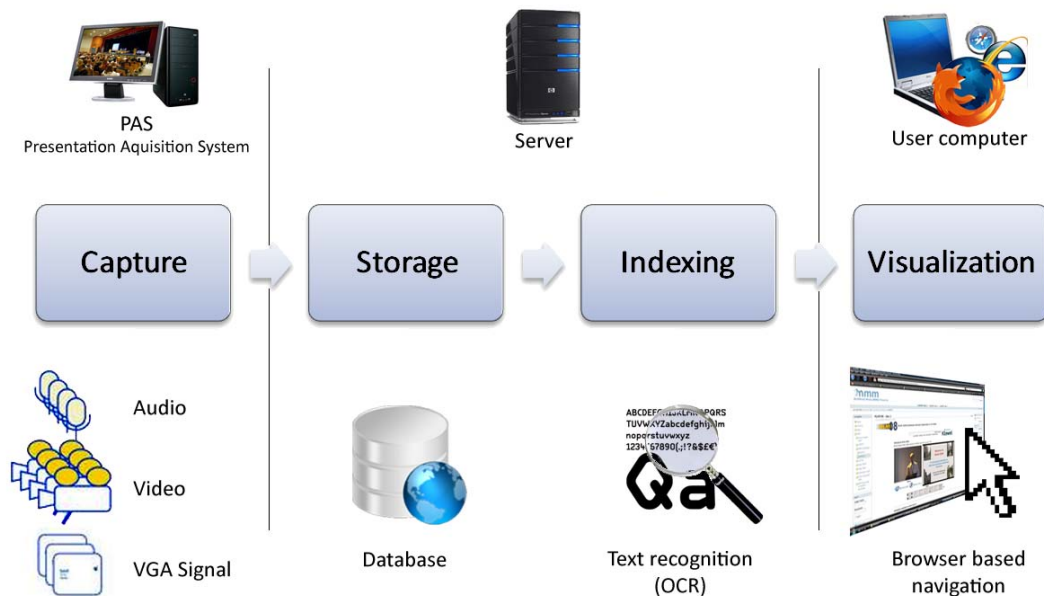 PAS
Presentation Aquisition System
Server
User computer
Capture
Storage
Indexing
Visualization
Audio
Video
VGA Signal
Database
Qa
Text recognition
(OCR)
Browser based
navigation